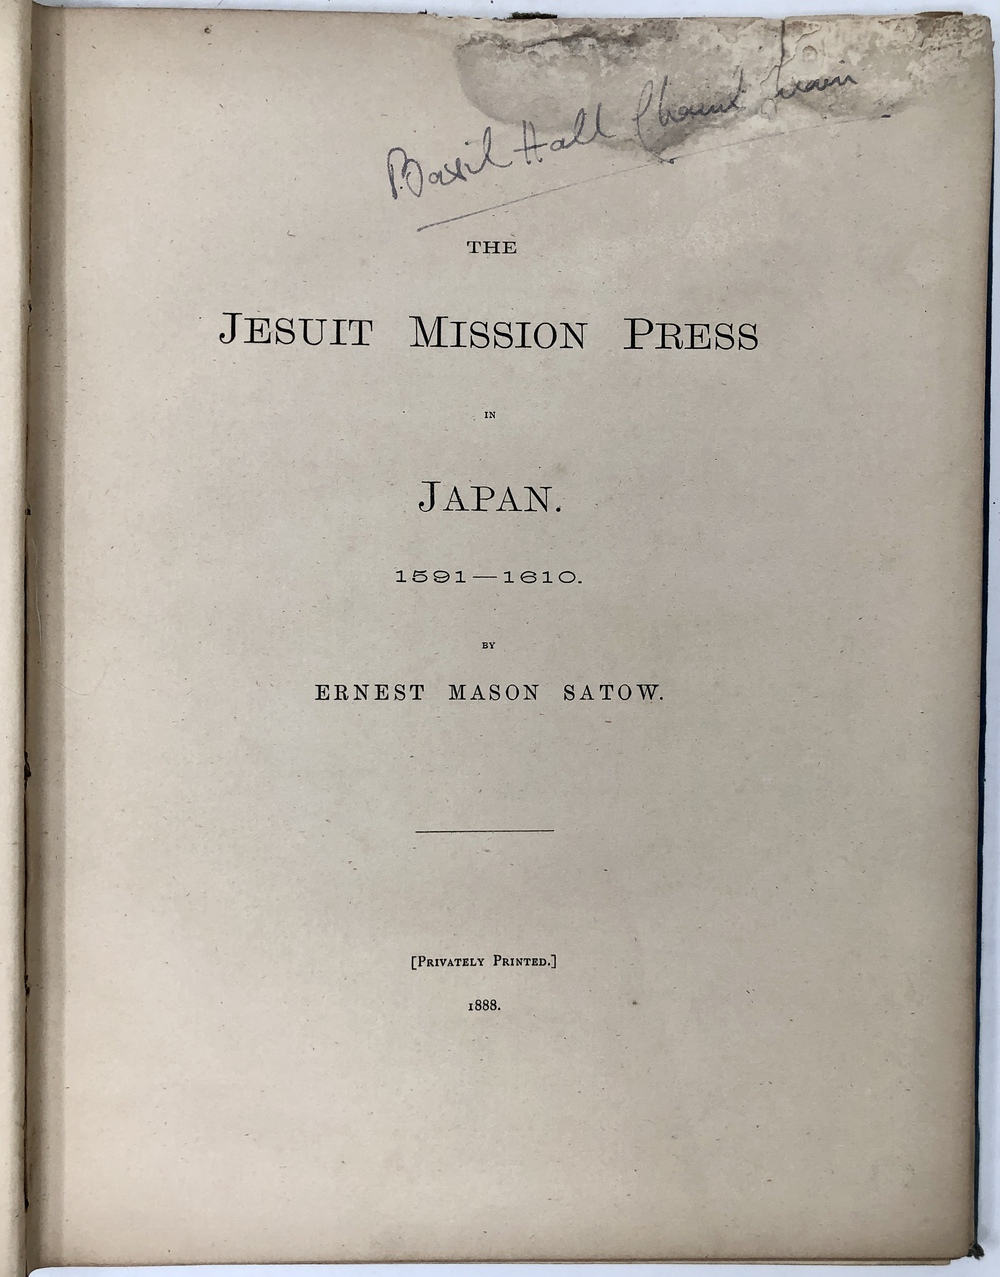 Basil Hall Chamberlain
THE
JESUIT MISSION PRESS
IN
JAPAN.
1591—1610.
BY
ERNEST MASON SATOW.
[PRIVATELY PRINTED.]
1888.